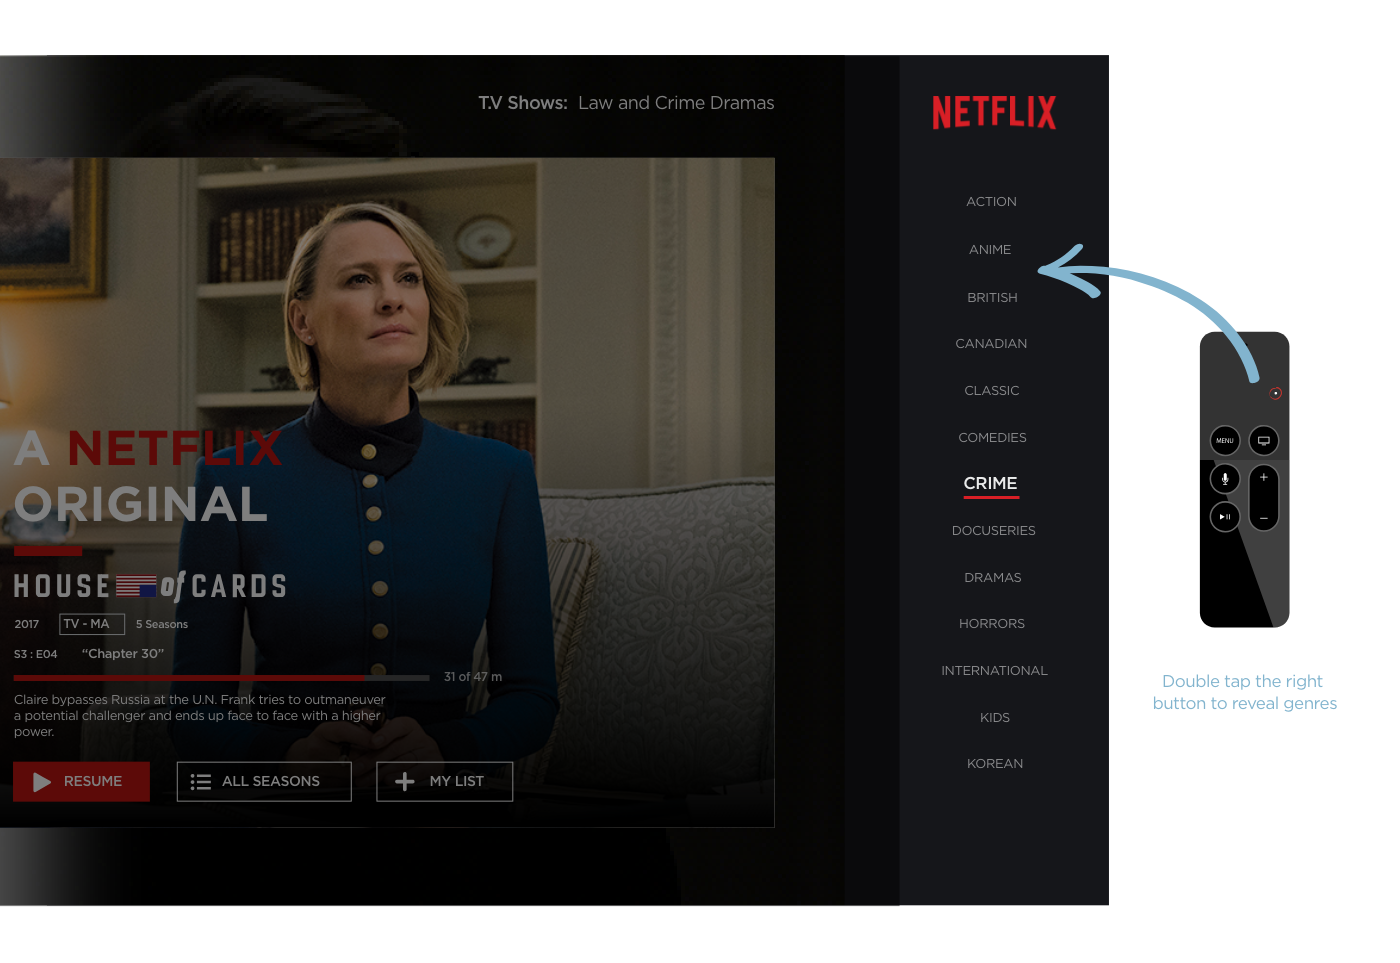 TV Shows: Law and Crime Dramas
A NETFLIX
ORIGINAL
HOUSE of CARDS
2017 TV - MA 5 Seasons
S3 : E04 “Chapter 30”
31 of 47 m
Claire bypasses Russia at the U.N. Frank tries to outmaneuver
a potential challenger and ends up face to face with a higher
power.
RESUME ALL SEASONS MY LIST
NETFLIX
ACTION
ANIME
BRITISH
CANADIAN
CLASSIC
COMEDIES
CRIME
DOCUSERIES
DRAMAS
HORRORS
INTERNATIONAL
KIDS
KOREAN
MENU
Double tap the right
button to reveal genres